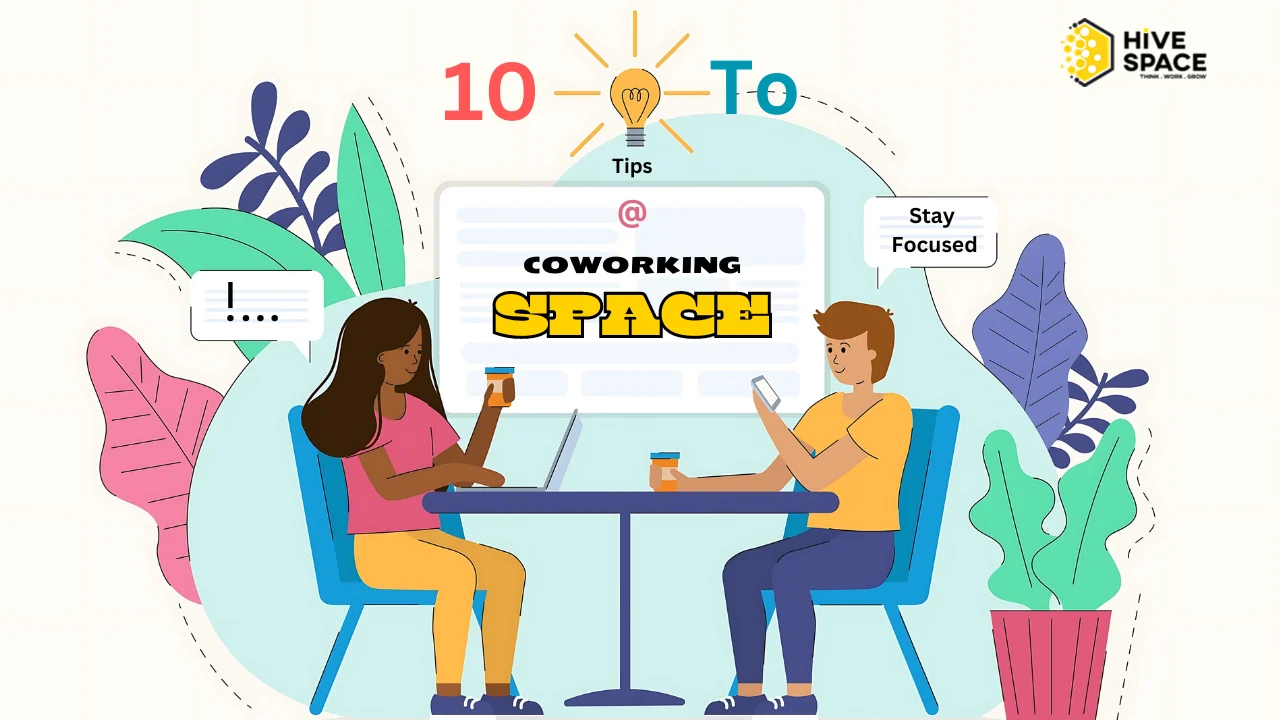 10
To
Tips
@
COWORKING
SPACE
Stay
Focused
!....
HiVE
SPACE
THINK . WORK . GROW